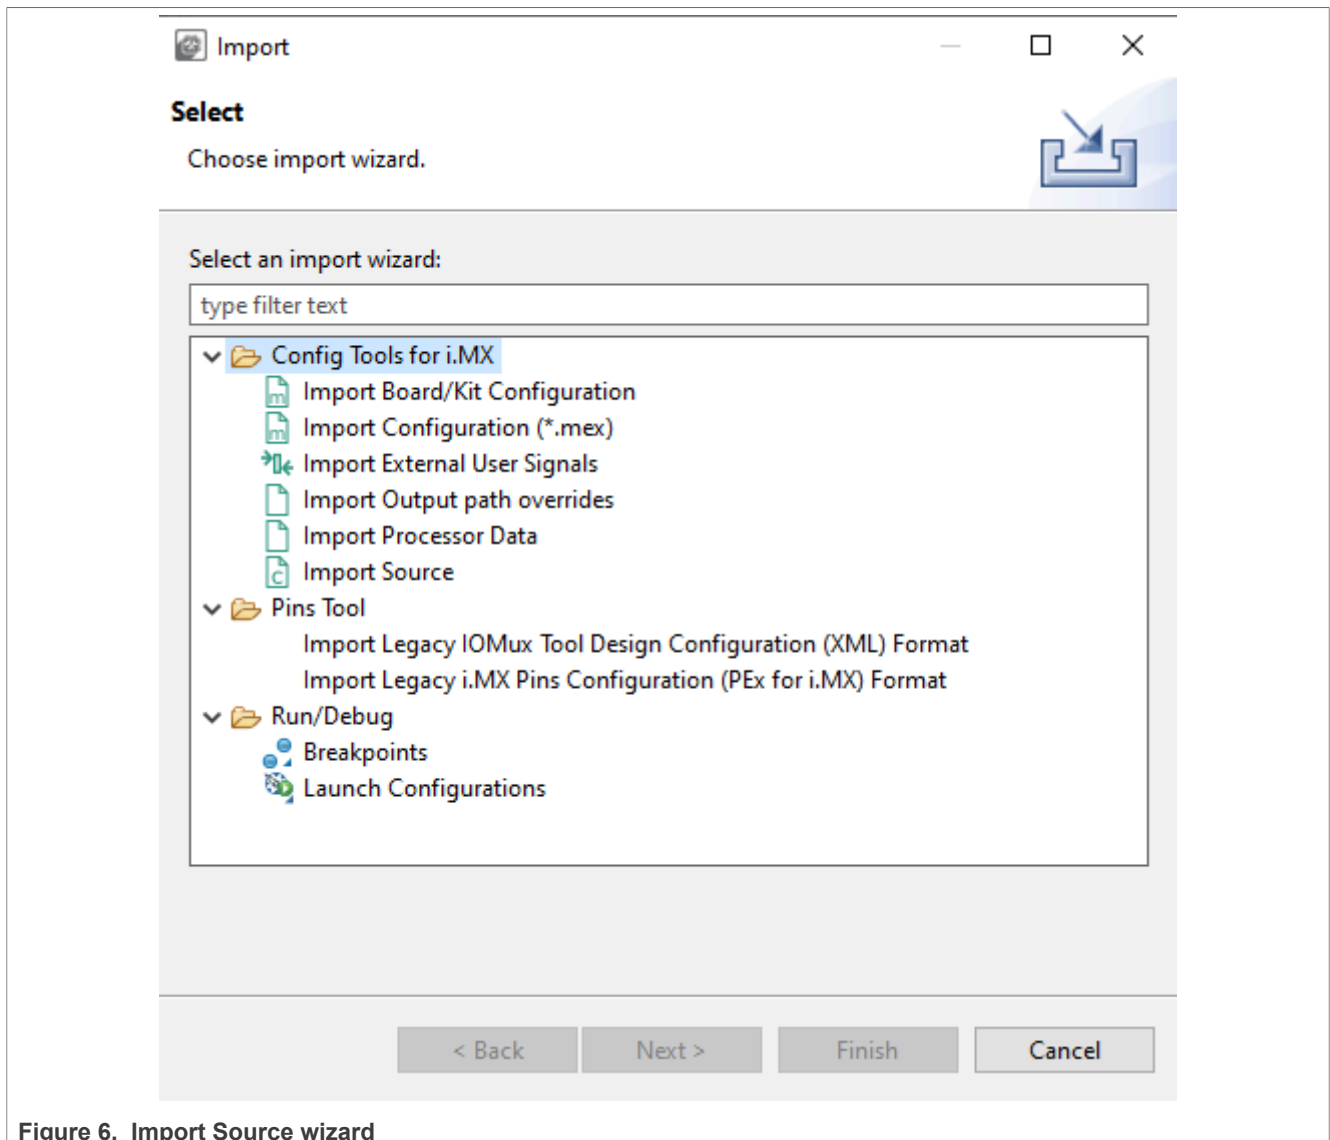 Import
Select
Choose import wizard.
Select an import wizard:
type filter text
Config Tools for i.MX
Import Board/Kit Configuration
Import Configuration (*.mex)
Import External User Signals
Import Output path overrides
Import Processor Data
Import Source
Pins Tool
Import Legacy IOMux Tool Design Configuration (XML) Format
Import Legacy i.MX Pins Configuration (PEx for i.MX) Format
Run/Debug
Breakpoints
Launch Configurations
< Back Next > Finish Cancel
Figure 6. Import Source wizard